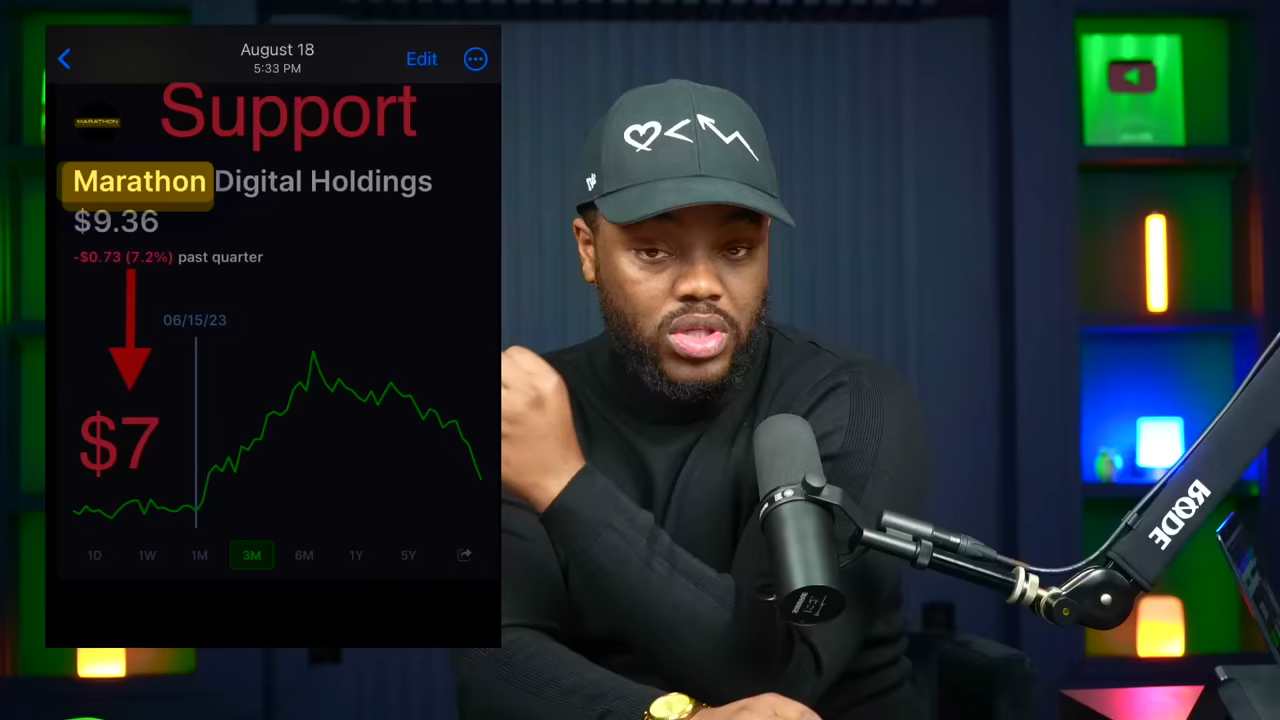 August 18
5:33 PM
Edit
Support
MARATHON
Marathon Digital Holdings
$9.36
-$0.73 (7.2%) past quarter
06/15/23
$7
1D 1W 1M 3M 6M 1Y 5Y
RODE